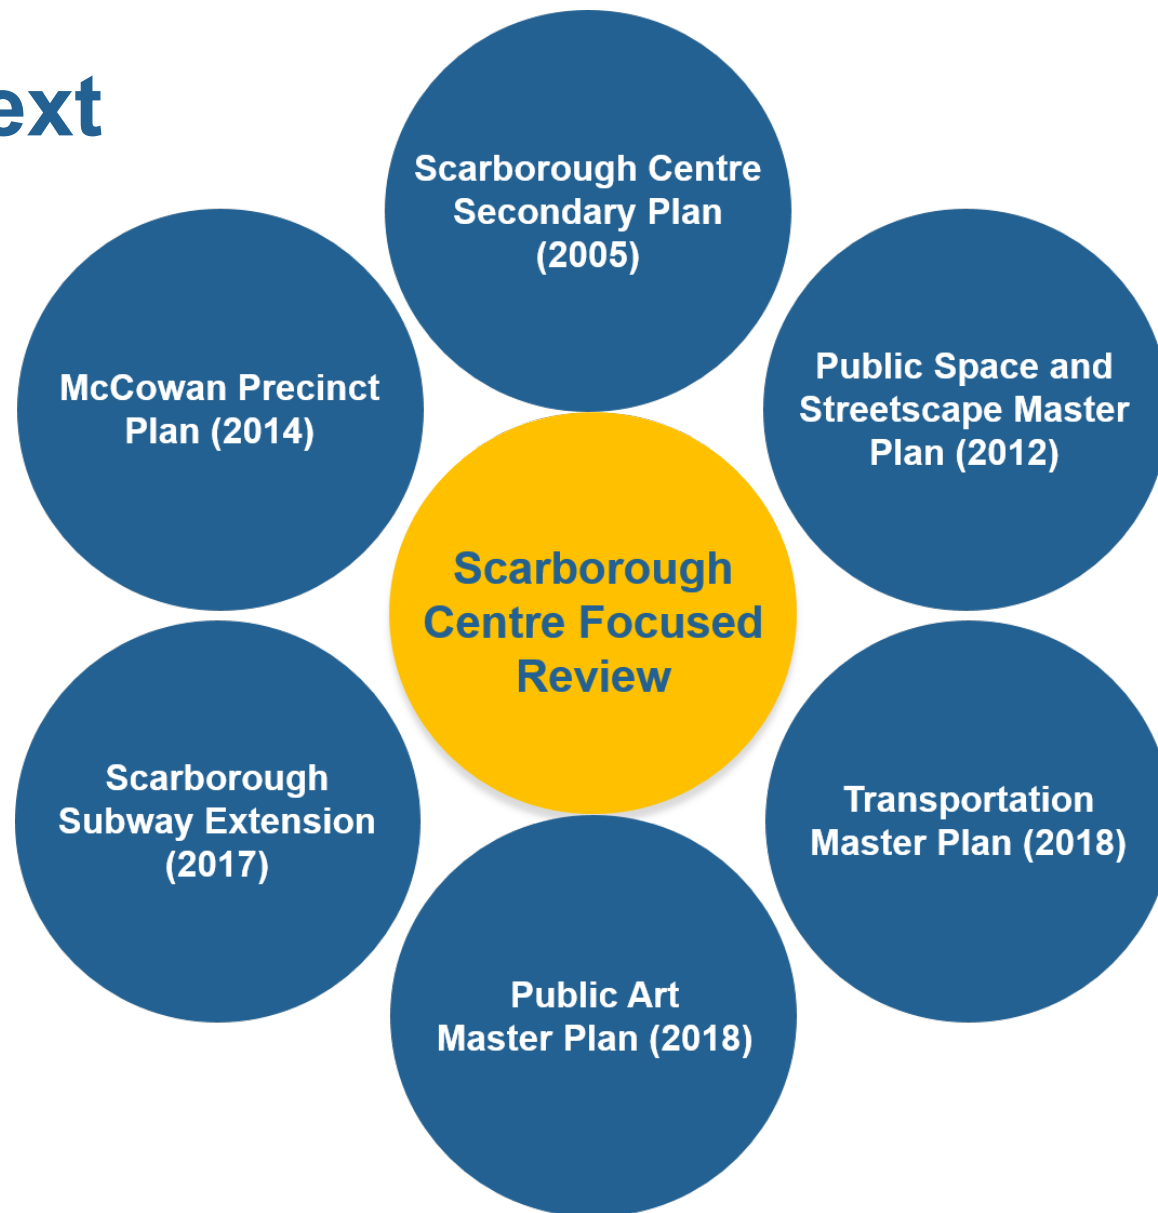 ext
Scarborough Centre
Secondary Plan
(2005)
Public Space and
Streetscape Master
Plan (2012)
Transportation
Master Plan (2018)
Public Art
Master Plan (2018)
Scarborough
Subway Extension
(2017)
McCowan Precinct
Plan (2014)
Scarborough
Centre Focused
Review